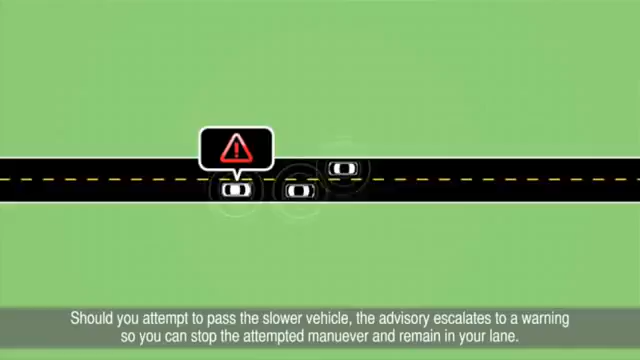 Should you attempt to pass the slower vehicle, the advisory escalates to a warning
so you can stop the attempted manuever and remain in your lane.